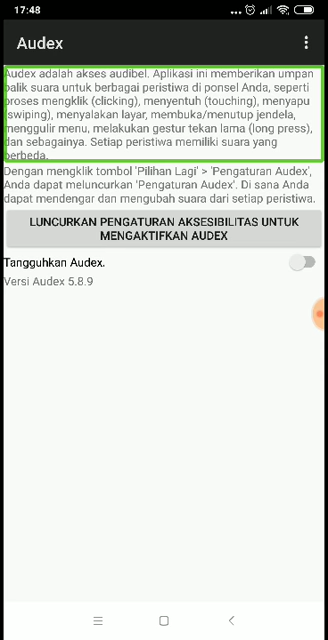 17:48
Audex
Audex adalah akses audibel. Aplikasi ini memberikan umpan
balik suara untuk berbagai peristiwa di ponsel Anda, seperti
proses mengklik (clicking), menyentuh (touching), menyapu
(swiping), menyalakan layar, membuka/menutup jendela,
menggulir menu, melakukan gestur tekan lama (long press),
dan sebagainya. Setiap peristiwa memiliki suara yang
berbeda.
Dengan mengklik tombol 'Pilihan Lagi' > 'Pengaturan Audex',
Anda dapat meluncurkan 'Pengaturan Audex'. Di sana Anda
dapat mendengar dan mengubah suara dari setiap peristiwa.
LUNCURKAN PENGATURAN AKSESIBILITAS UNTUK
MENGAKTIFKAN AUDEX
Tangguhkan Audex.
Versi Audex 5.8.9